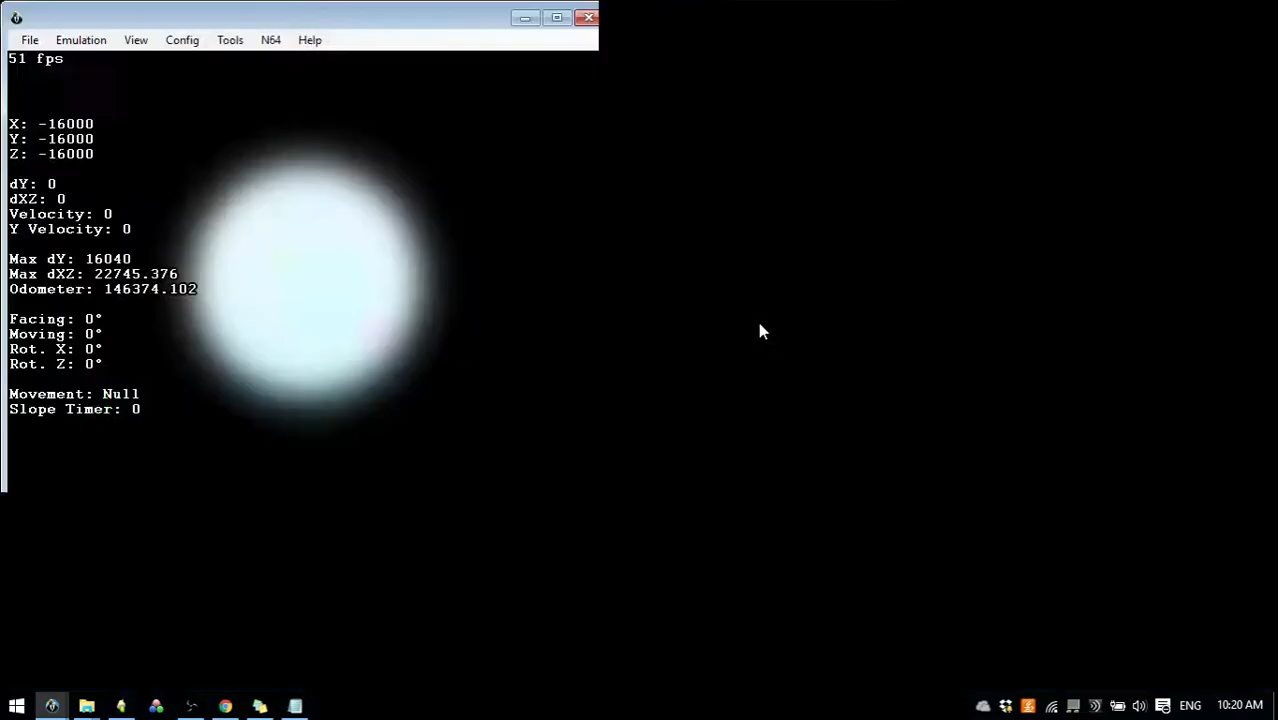 File Emulation View Config Tools N64 Help
51 fps
X: -16000
Y: -16000
Z: -16000
dY: 0
dXZ: 0
Velocity: 0
Y Velocity: 0
Max dY: 16040
Max dXZ: 22745.376
Odometer: 146374.102
Facing: 0°
Moving: 0°
Rot. X: 0°
Rot. Z: 0°
Movement: Null
Slope Timer: 0
ENG 10:20 AM